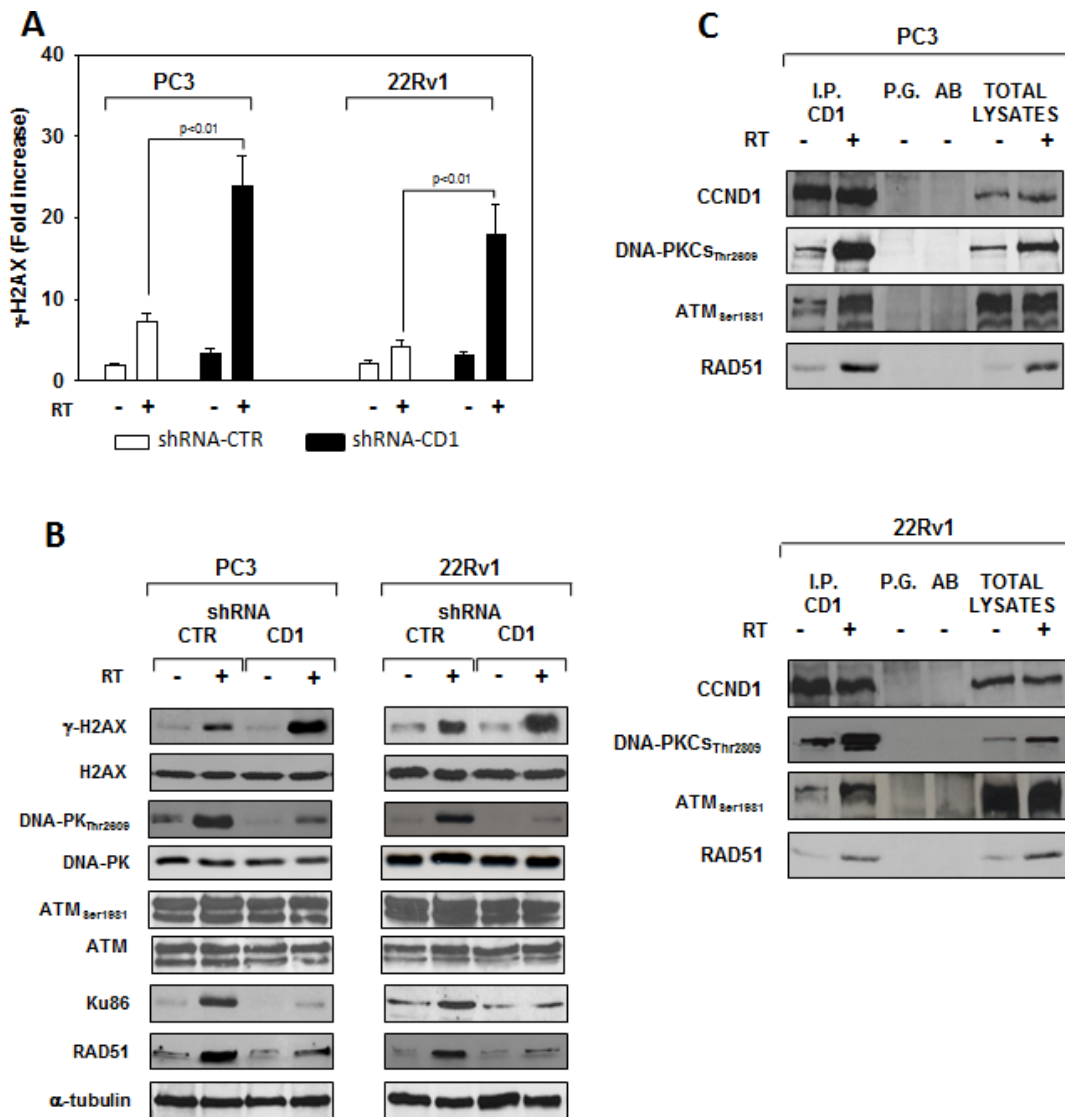 A
40
30
20
10
0
γ-H2AX (Fold increase)
PC3
22Rv1
p<0.01
p<0.01
RT - + - + - + - +
shRNA-CTR shRNA-CD1
B
PC3 22Rv1
shRNA shRNA
CTR CD1 CTR CD1
RT - + - + - + - +
γ-H2AX
H2AX
DNA-PKThr2609
DNA-PK
ATMSer1981
ATM
Ku86
RAD51
α-tubulin
C
PC3
I.P. P.G. AB TOTAL
CD1 LYSATES
RT - + - - - +
CCND1
DNA-PKCsThr2609
ATMSer1981
RAD51
22Rv1
I.P. P.G. AB TOTAL
CD1 LYSATES
RT - + - - - +
CCND1
DNA-PKCsThr2609
ATMSer1981
RAD51